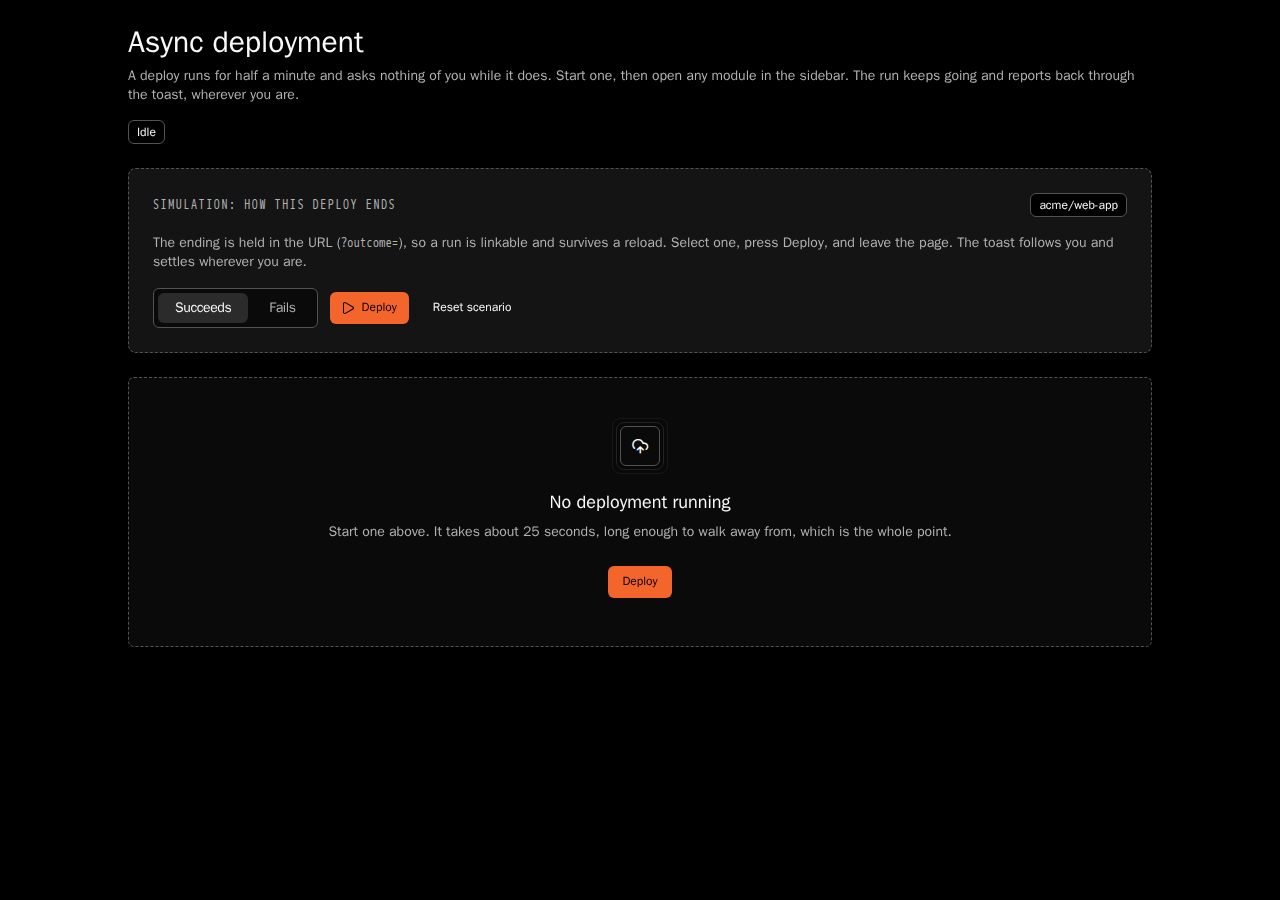 Async deployment
A deploy runs for half a minute and asks nothing of you while it does. Start one, then open any module in the sidebar. The run keeps going and reports back through
the toast, wherever you are.
Idle
SIMULATION: HOW THIS DEPLOY ENDS
acme/web-app
The ending is held in the URL (?outcome=), so a run is linkable and survives a reload. Select one, press Deploy, and leave the page. The toast follows you and
settles wherever you are.
Succeeds
Fails
Deploy
Reset scenario
No deployment running
Start one above. It takes about 25 seconds, long enough to walk away from, which is the whole point.
Deploy